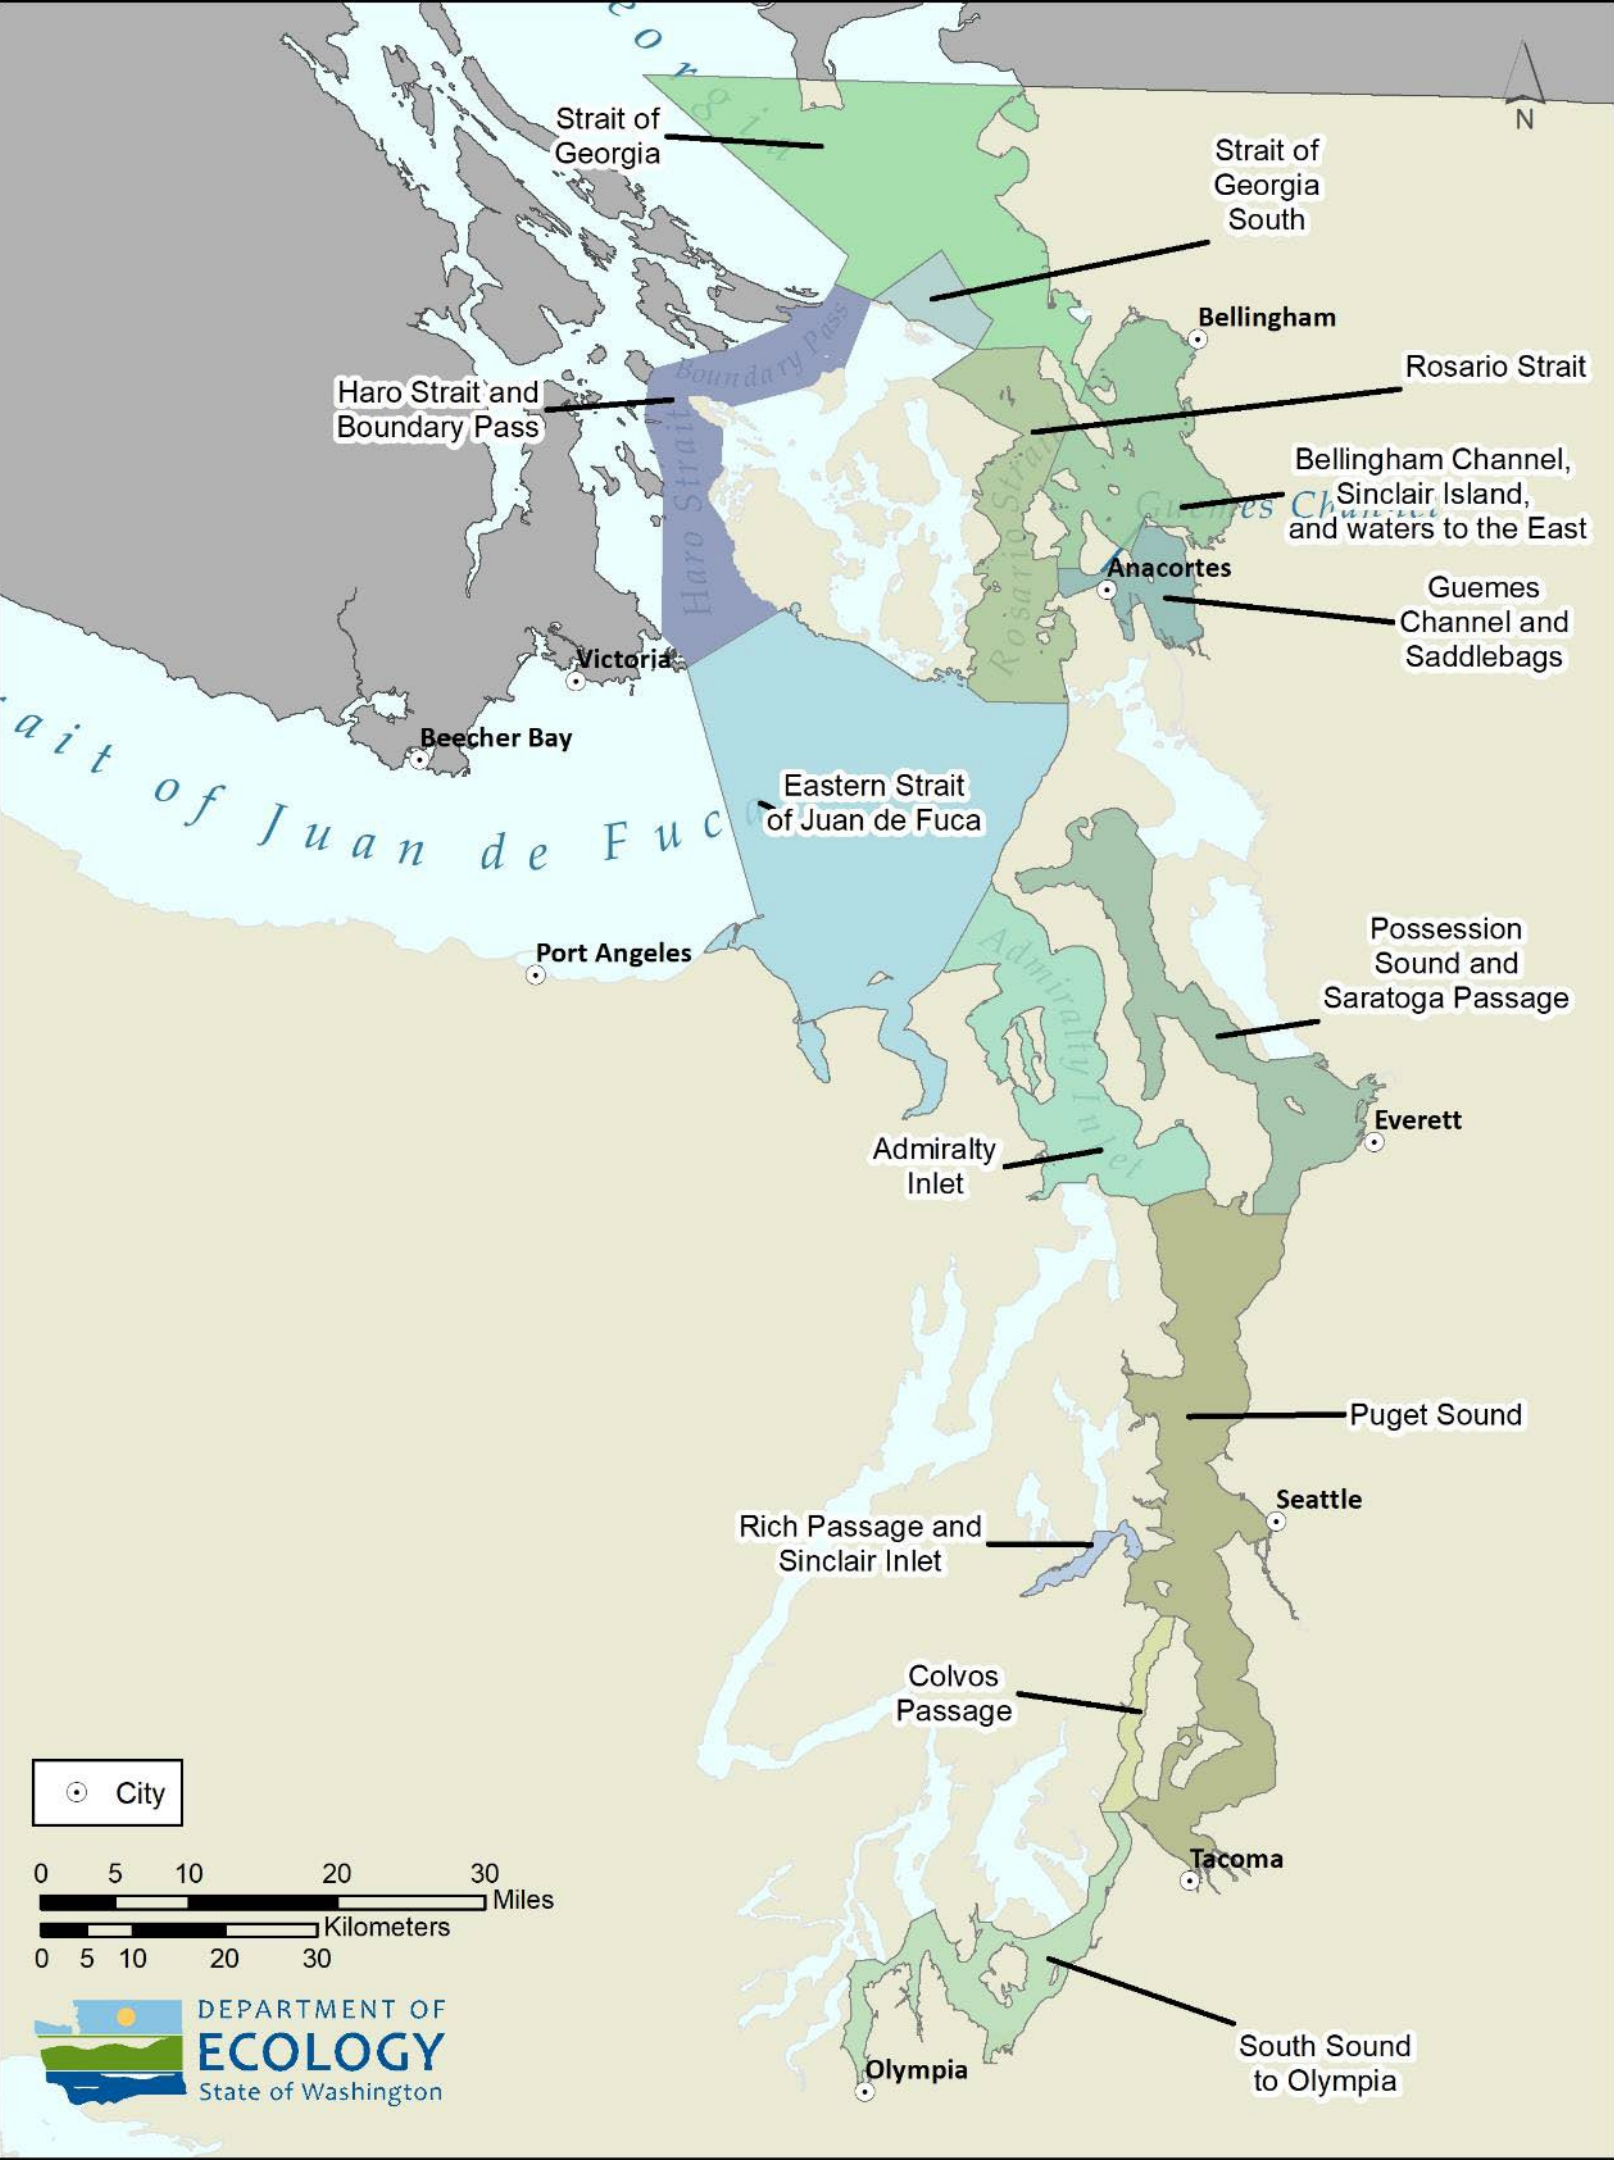 eorgia
N
Strait of
Georgia
Strait of
Georgia
South
Bellingham
Rosario Strait
Boundary Pass
Haro Strait and
Boundary Pass
Haro Strait
Rosario Strait
Bellingham Channel,
Sinclair Island,
and waters to the East
Guemes Channel
Anacortes
Guemes
Channel and
Saddlebags
Victoria
Beecher Bay
rait of Juan de Fuca
Eastern Strait
of Juan de Fuca
Port Angeles
Admiralty Inlet
Possession
Sound and
Saratoga Passage
Everett
Admiralty
Inlet
Puget Sound
Seattle
Rich Passage and
Sinclair Inlet
Colvos
Passage
City
Tacoma
0 5 10 20 30
Miles
Kilometers
0 5 10 20 30
DEPARTMENT OF
ECOLOGY
State of Washington
Olympia
South Sound
to Olympia